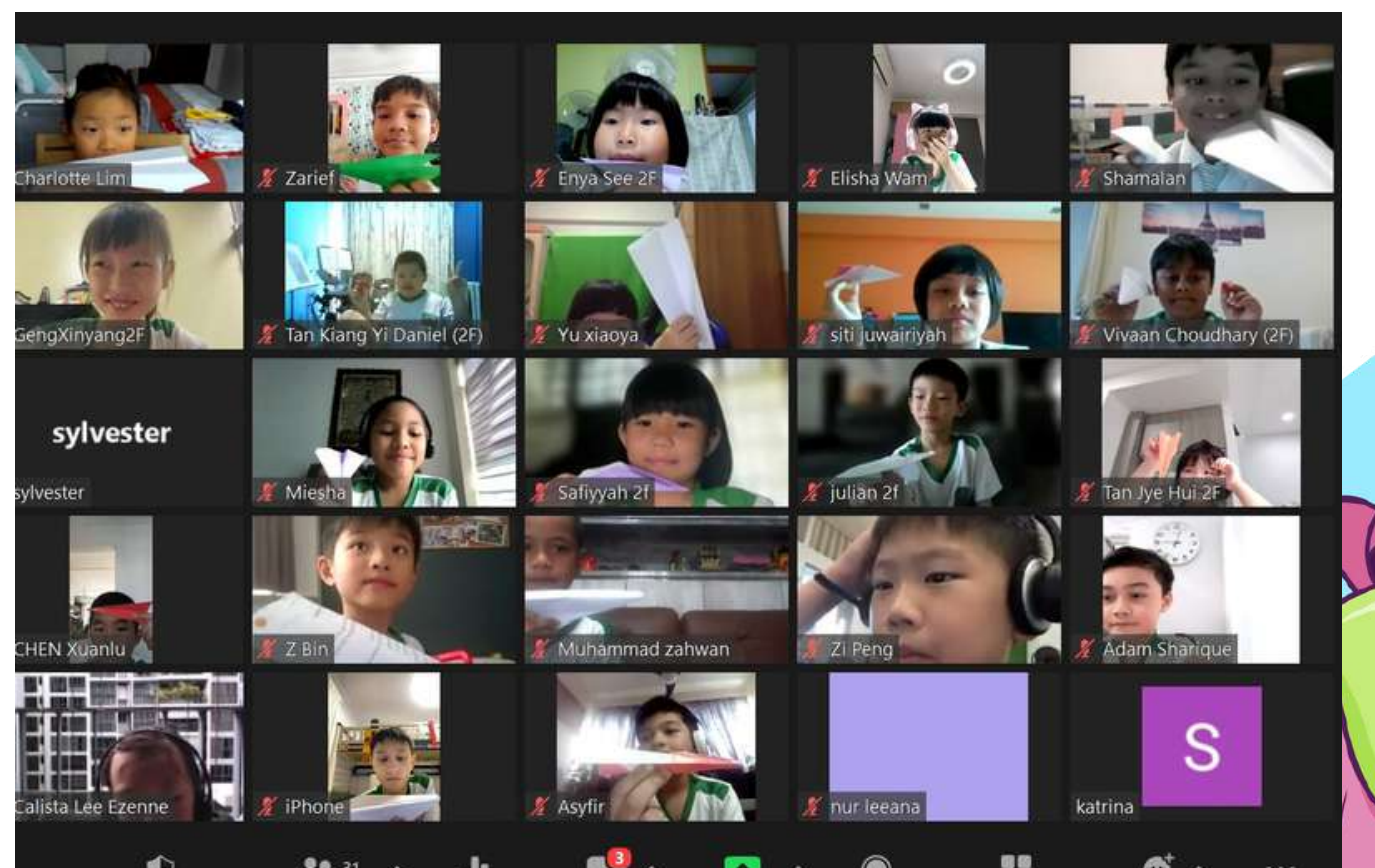 Charlotte Lim
Zarief
Enya See 2F
Elisha Wam
Shamalan
GengXinyang2F
Tan Kiang Yi Daniel (2F)
Yu xiaoya
siti juwairiyah
Vivaan Choudhary (2F)
sylvester
sylvester
Miesha
Safiyyah 2f
julian 2f
Tan Jye Hui 2F
CHEN Xuanlu
Z Bin
Muhammad zahwan
Zi Peng
Adam Sharique
Calista Lee Ezenne
iPhone
Asyfir
nur leeana
S
katrina
3